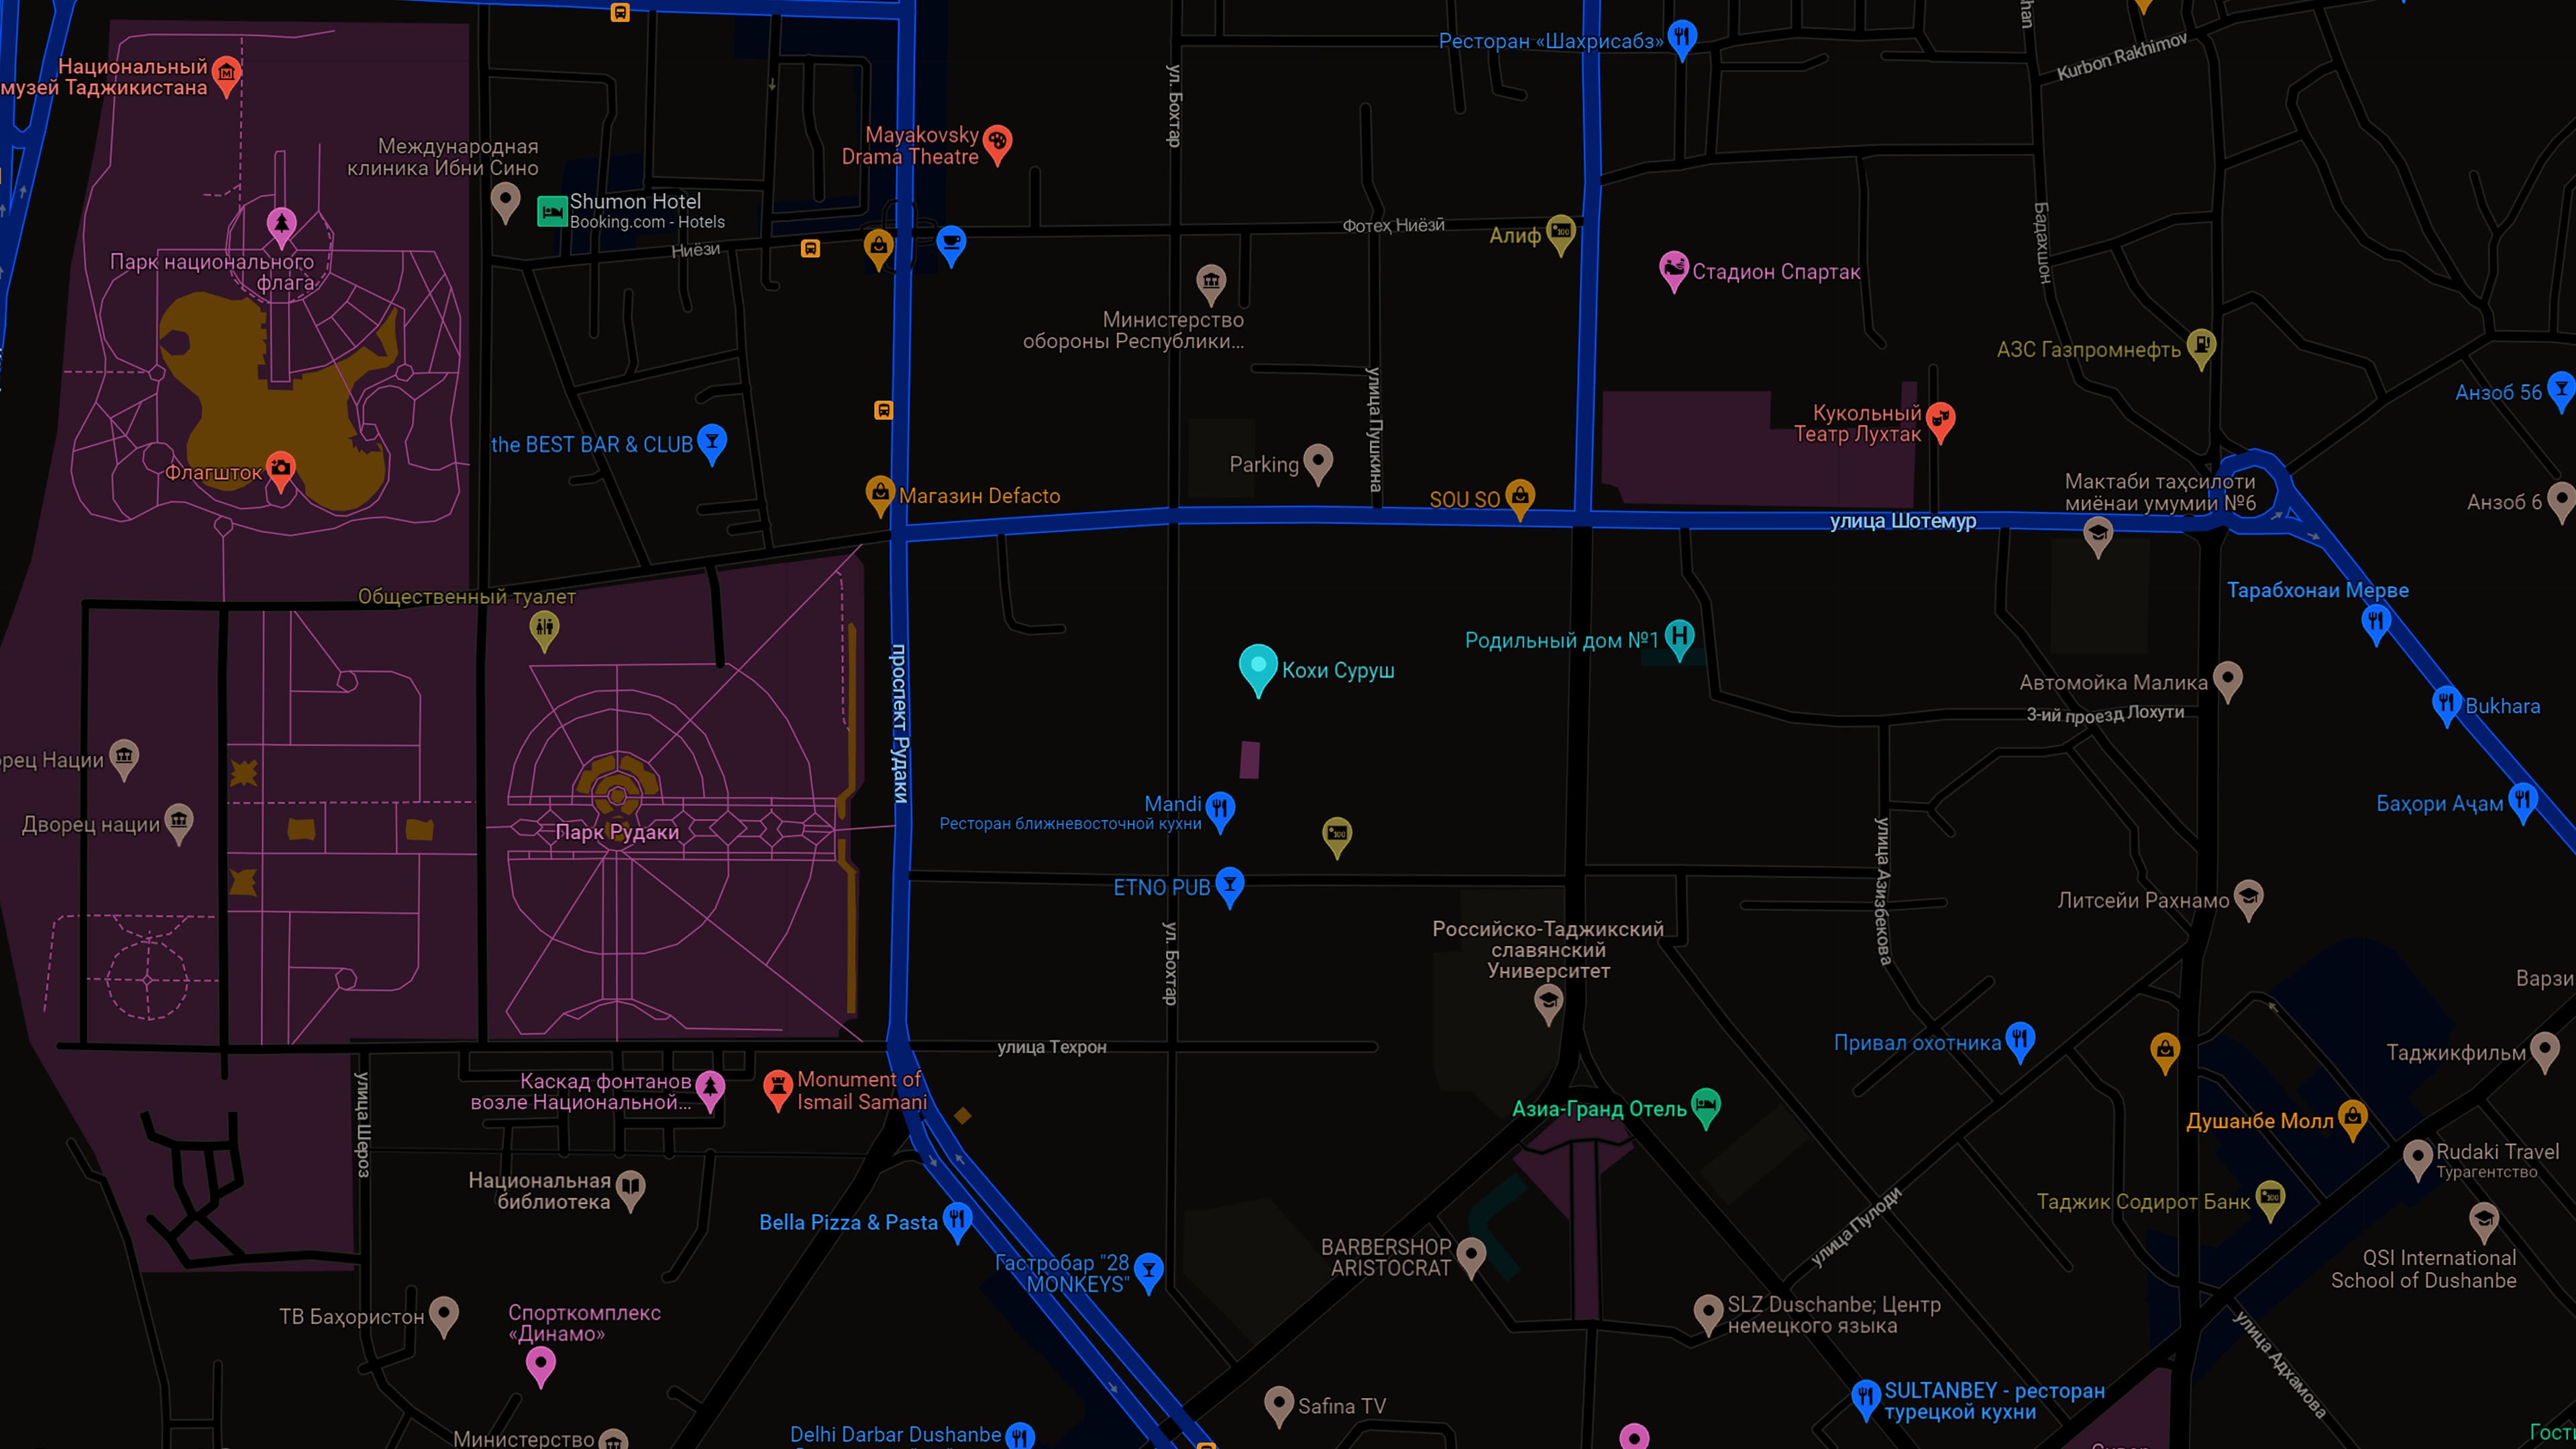 Ресторан «Шахрисабз»
Kurbon Rakhimov
Национальный
музей Таджикистана
ул. Бохтар
Mayakovsky
Drama Theatre
Международная
клиника Ибни Сино
Shumon Hotel
Booking.com - Hotels
Ниёзи
Фотеҳ Ниёзӣ
Алиф
Бадахшон
Парк национального
флага
Стадион Спартак
Министерство
обороны Республики...
АЗС Газпромнефть
Анзоб 56
улица Пушкина
Кукольный
Театр Лухтак
the BEST BAR & CLUB
Parking
Флагшток
Магазин Defacto
SOU SO
Мактаби таҳсилоти
миёнаи умумии №6
Анзоб 6
улица Шотемур
Общественный туалет
Тарабхонаи Мерве
Родильный дом №1
Кохи Суруш
проспект Рудаки
Автомойка Малика
3-ий проезд Лохути
Bukhara
орец Нации
Mandi
Ресторан ближневосточной кухни
Баҳори Аҷам
Дворец нации
Парк Рудаки
улица Азизбекова
ETNO PUB
Литсейи Рахнамо
ул. Бохтар
Российско-Таджикский
славянский
Университет
Варзи
улица Техрон
Привал охотника
Таджикфильм
Каскад фонтанов
возле Национальной...
Monument of
Ismail Samani
Азиа-Гранд Отель
Душанбе Молл
улица Шероз
Rudaki Travel
Турагентство
Национальная
библиотека
Таджик Содирот Банк
Bella Pizza & Pasta
улица Пулоди
Гастробар "28
MONKEYS"
BARBERSHOP
ARISTOCRAT
QSI International
School of Dushanbe
ТВ Баҳористон
Спорткомплекс
«Динамо»
SLZ Duschanbe; Центр
немецкого языка
улица Адхамова
SULTANBEY - ресторан
турецкой кухни
Safina TV
Министерство
Delhi Darbar Dushanbe